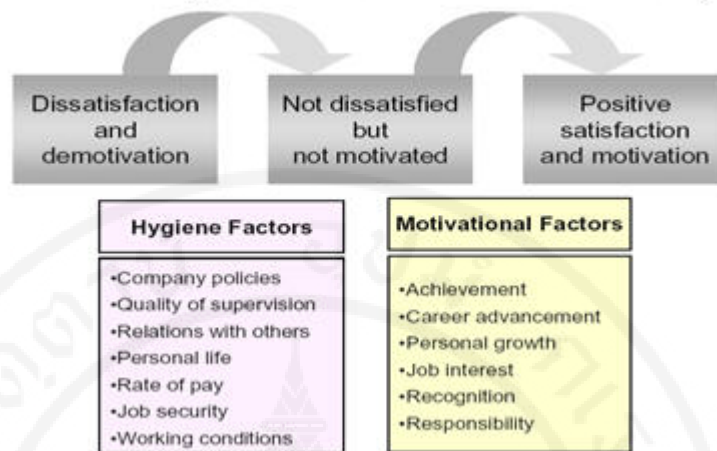 Dissatisfaction
and
demotivation
Not dissatisfied
but
not motivated
Positive
satisfaction
and motivation
Hygiene Factors
•Company policies
•Quality of supervision
•Relations with others
•Personal life
•Rate of pay
•Job security
•Working conditions
Motivational Factors
•Achievement
•Career advancement
•Personal growth
•Job interest
•Recognition
•Responsibility